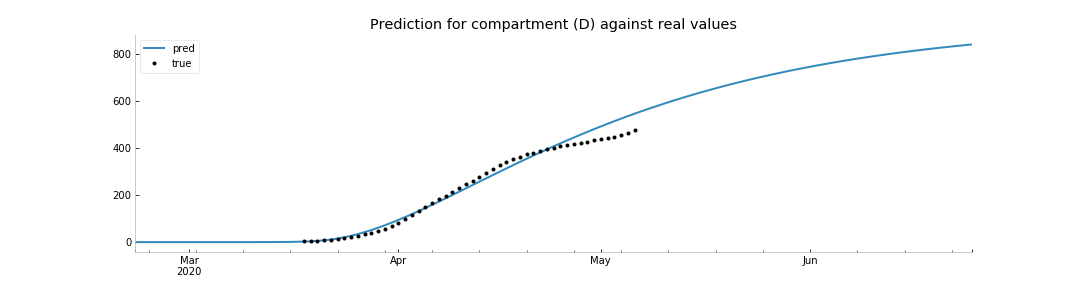 Prediction for compartment (D) against real values
pred
true
800
600
400
200
0
Mar
2020
Apr
May
Jun